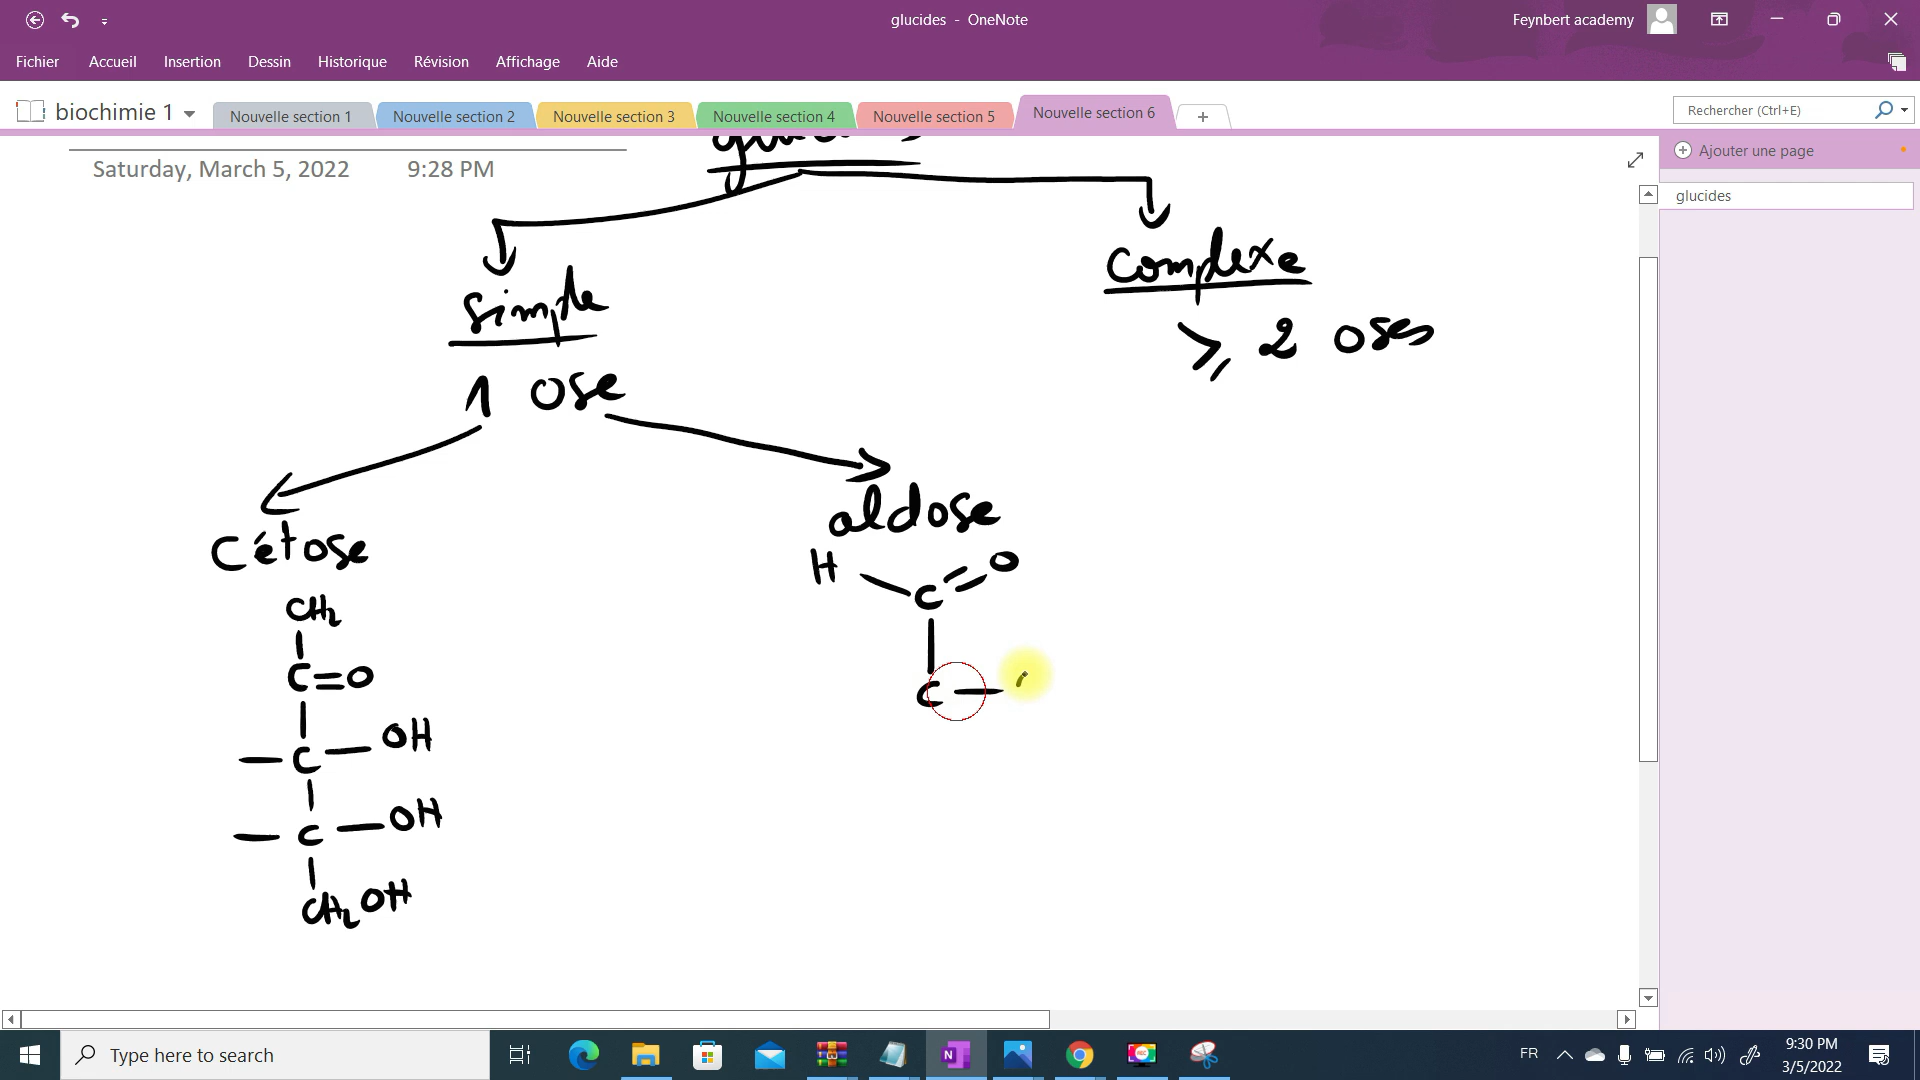 glucides - OneNote
Feynbert academy
Fichier Accueil Insertion Dessin Historique Révision Affichage Aide
biochimie 1
Nouvelle section 1 Nouvelle section 2 Nouvelle section 3 Nouvelle section 4 Nouvelle section 5 Nouvelle section 6 +
Rechercher (Ctrl+E)
Ajouter une page
glucides
Saturday, March 5, 2022 9:28 PM
simple
complexe
⩾ 2 oses
1 ose
cétose
aldose
H C = O
C —
CH2
C = O
— C — OH
— C — OH
CH2OH
Type here to search
FR
9:30 PM
3/5/2022